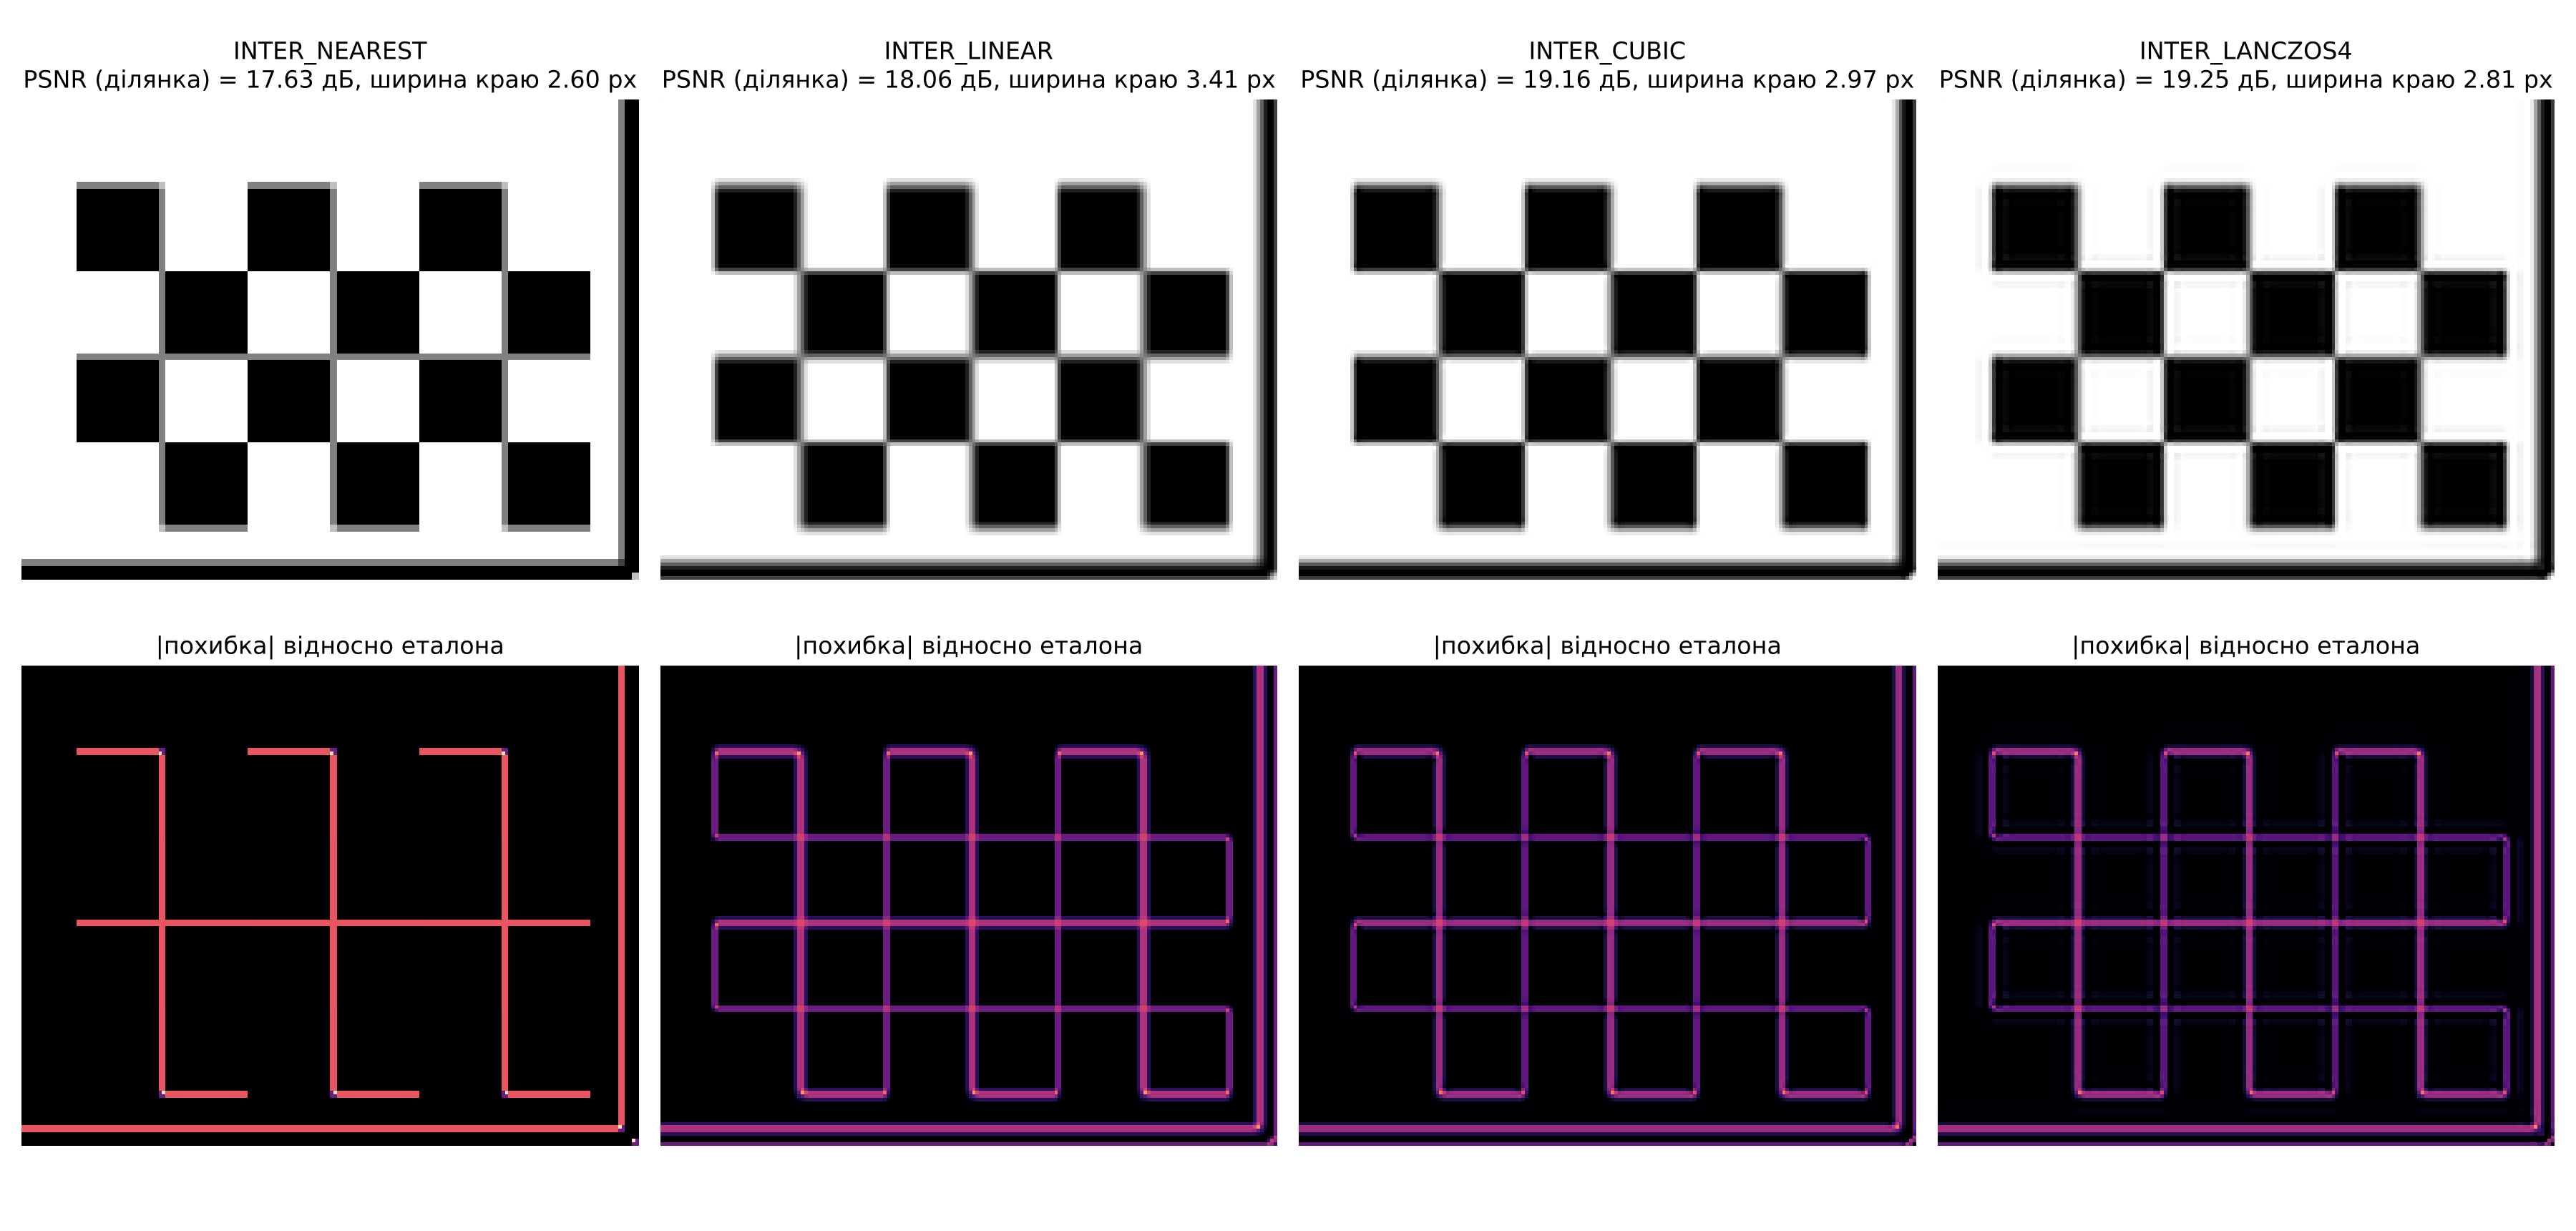 INTER_NEAREST
PSNR (ділянка) = 17.63 дБ, ширина краю 2.60 px
INTER_LINEAR
PSNR (ділянка) = 18.06 дБ, ширина краю 3.41 px
INTER_CUBIC
PSNR (ділянка) = 19.16 дБ, ширина краю 2.97 px
INTER_LANCZOS4
PSNR (ділянка) = 19.25 дБ, ширина краю 2.81 px
|похибка| відносно еталона
|похибка| відносно еталона
|похибка| відносно еталона
|похибка| відносно еталона